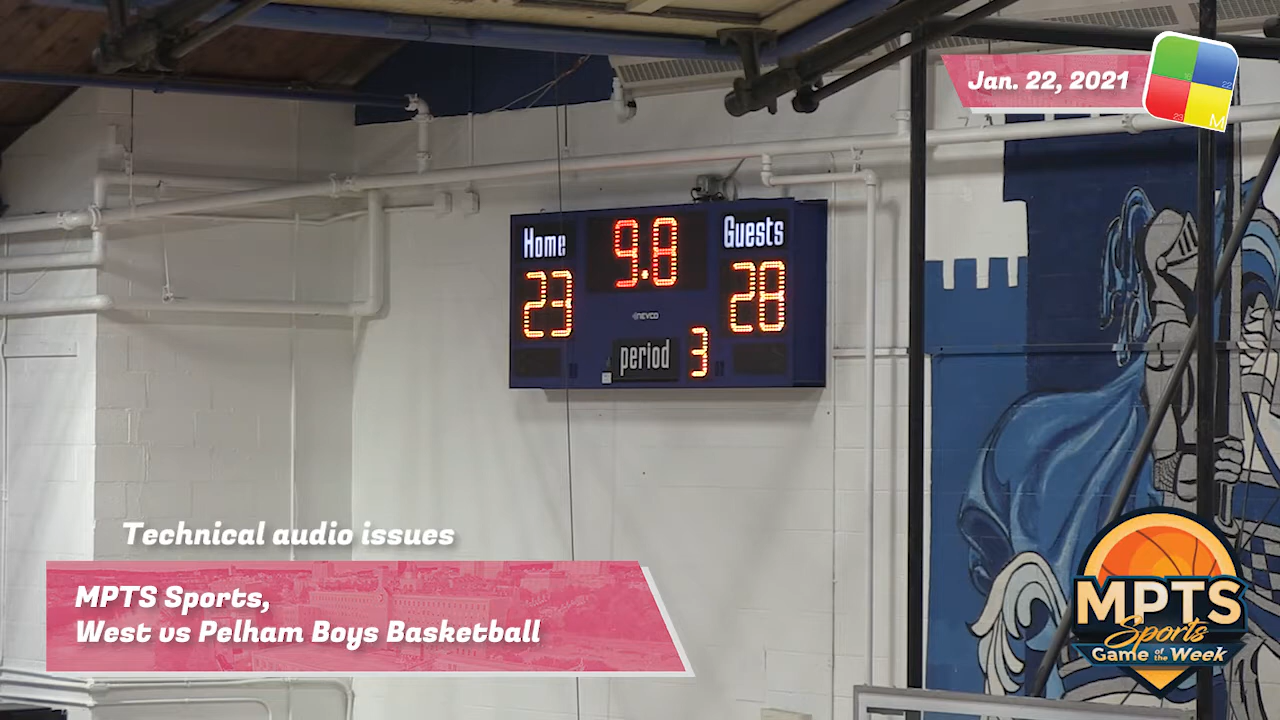 Jan. 22, 2021
M
Home
9.8
Guests
23
28
NEVCO
period
3
Technical audio issues
MPTS Sports,
West vs Pelham Boys Basketball
MPTS
Sports
Game of the Week